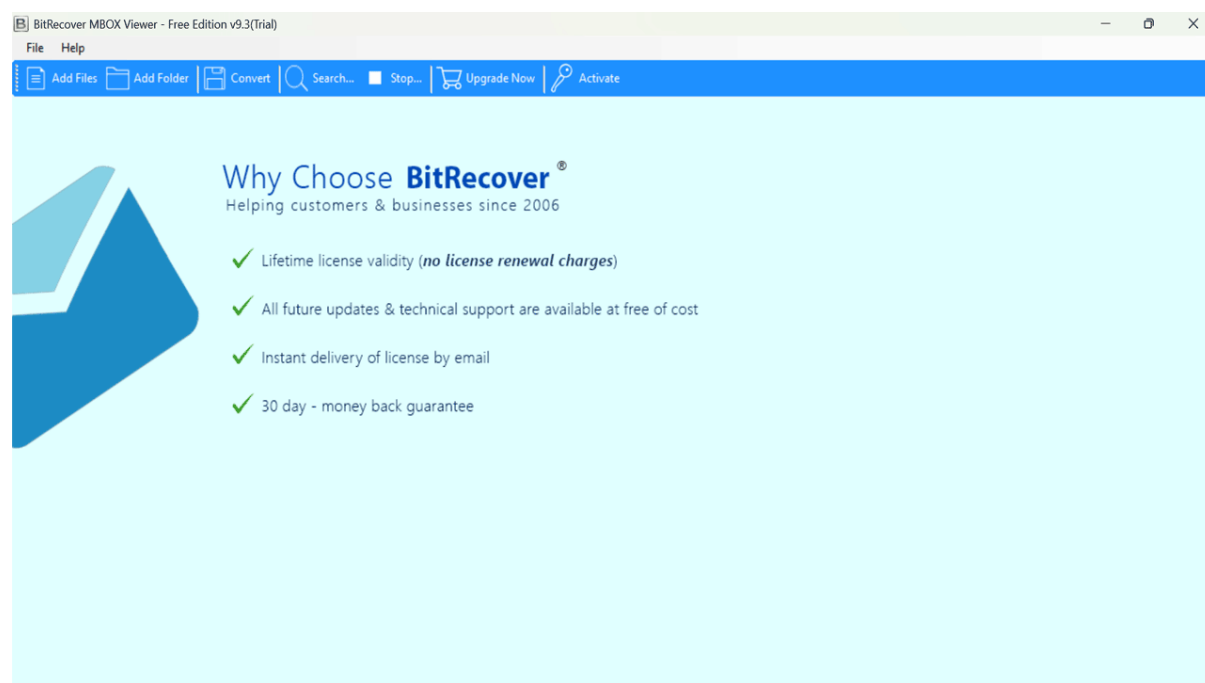 BitRecover MBOX Viewer - Free Edition v9.3(Trial)
File Help
Add Files Add Folder Convert Search... Stop... Upgrade Now Activate
Why Choose BitRecover ®
Helping customers & businesses since 2006
Lifetime license validity (no license renewal charges)
All future updates & technical support are available at free of cost
Instant delivery of license by email
30 day - money back guarantee